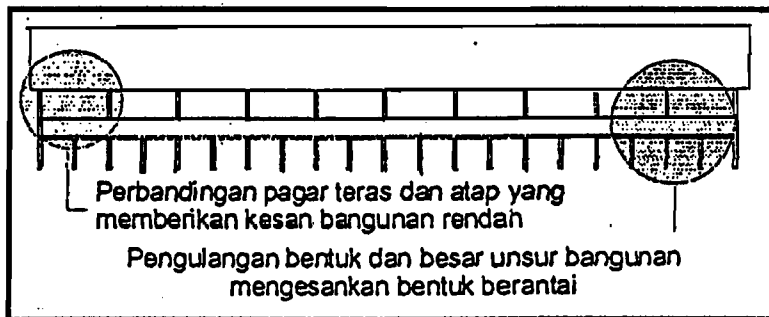 Perbandingan pagar teras dan atap yang
memberikan kesan bangunan rendah
Pengulangan bentuk dan besar unsur bangunan
mengesankan bentuk berantai